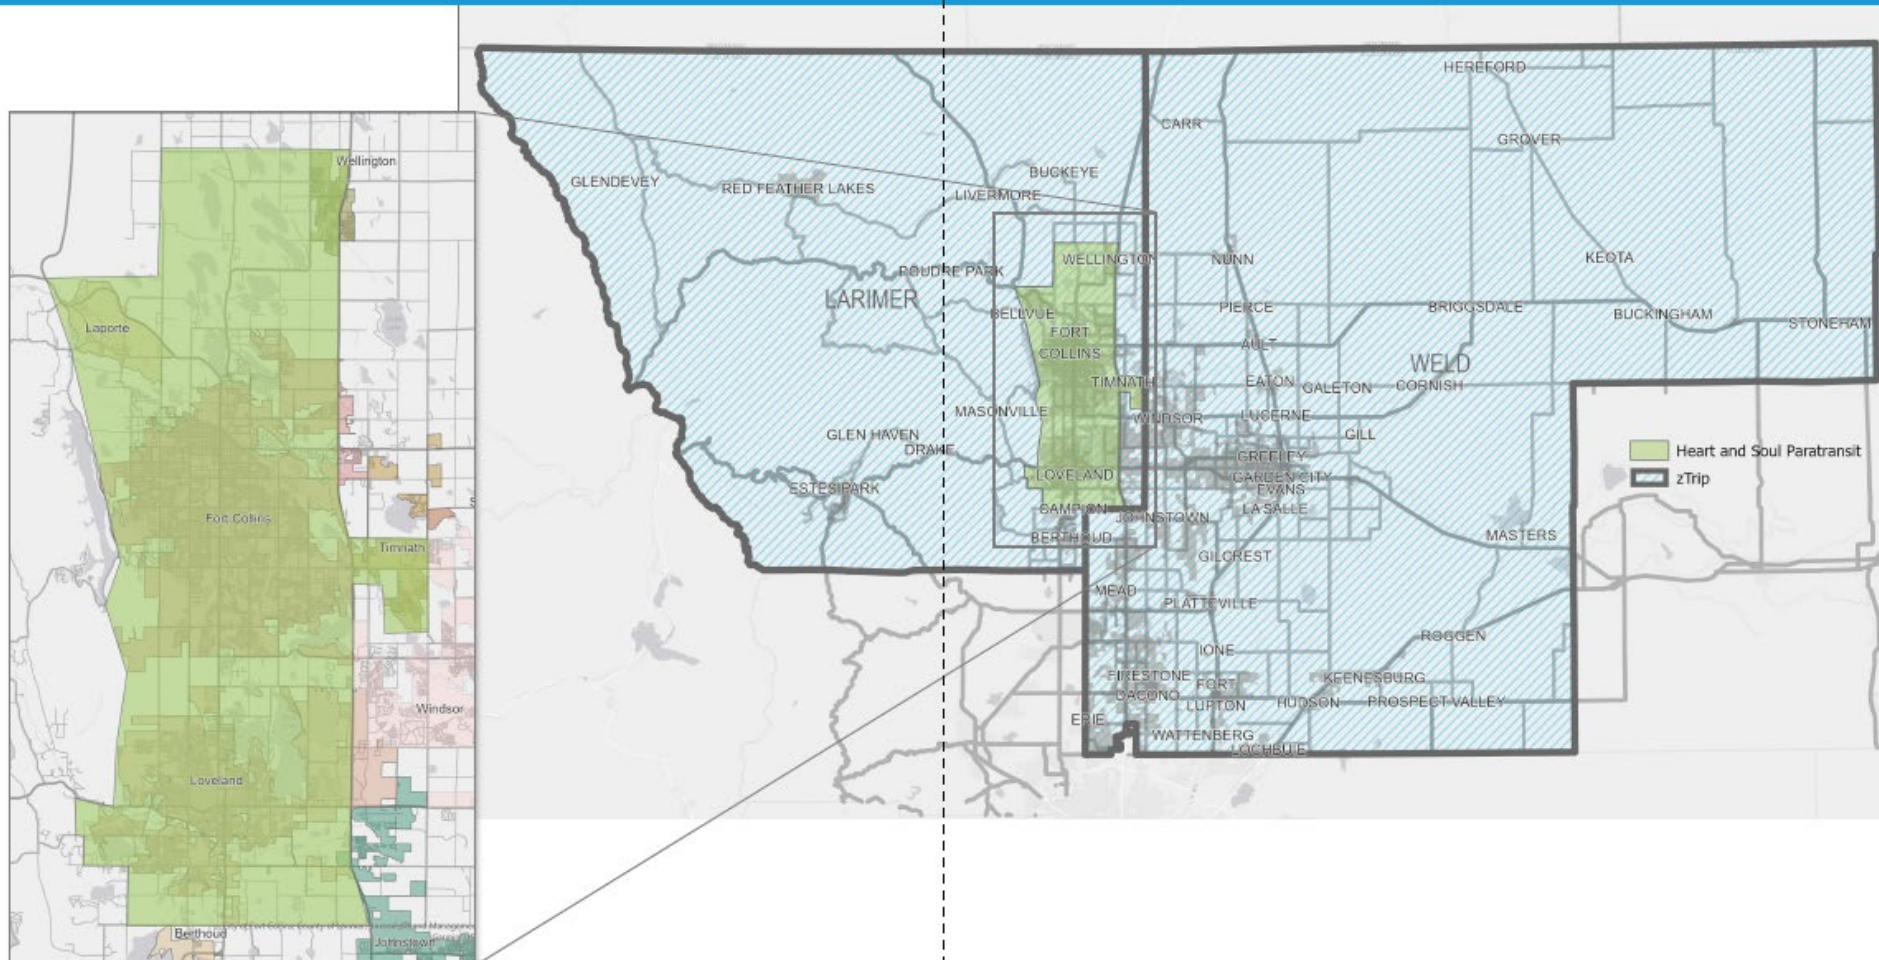 Wellington
Laporte
Fort Collins
Timnath
Windsor
Loveland
Berthoud
Johnstown
HEREFORD
CARR
GROVER
BUCKEYE
GLENDEVEY
RED FEATHER LAKES
LIVERMORE
WELLINGTON
NUNN
KEOTA
POUDRE PARK
LARIMER
PIERCE
BRIGGSDALE
BELLVUE
BUCKINGHAM
STONEHAM
FORT
COLLINS
AULT
WELD
TIMNATH
EATON
GALETON
CORNISH
MASONVILLE
WINDSOR
LUCERNE
GLEN HAVEN
GILL
DRAKE
GREELEY
Heart and Soul Paratransit
LOVELAND
GARDEN CITY
zTrip
ESTES PARK
EVANS
CAMPION
LA SALLE
JOHNSTOWN
BERTHOUD
MASTERS
GILCREST
MEAD
PLATTEVILLE
ROGGEN
IONE
FIRESTONE
KEENESBURG
DACONO
FORT
LUPTON
HUDSON
PROSPECT VALLEY
ERIE
WATTENBERG
LOCHBUIE